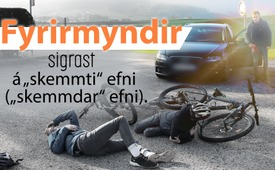 Fyrirmyndir
sigrast
á „skemmti“ efni
(„skemmdar“ efni).